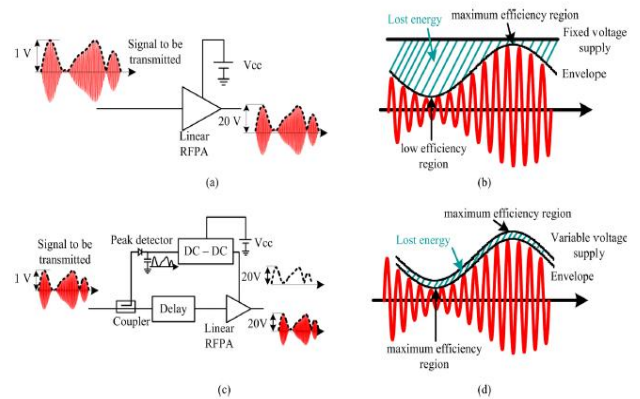 1 V
Signal to be
transmitted
Vcc
Linear
RFPA
20 V
(a)
maximum efficiency region
Lost energy
Fixed voltage
supply
Envelope
low efficiency
region
(b)
Signal to be
transmitted
1 V
Peak detector
DC – DC
Vcc
20V
Coupler
Delay
Linear
RFPA
20V
(c)
maximum efficiency region
Lost energy
Variable voltage
supply
Envelope
maximum efficiency
region
(d)